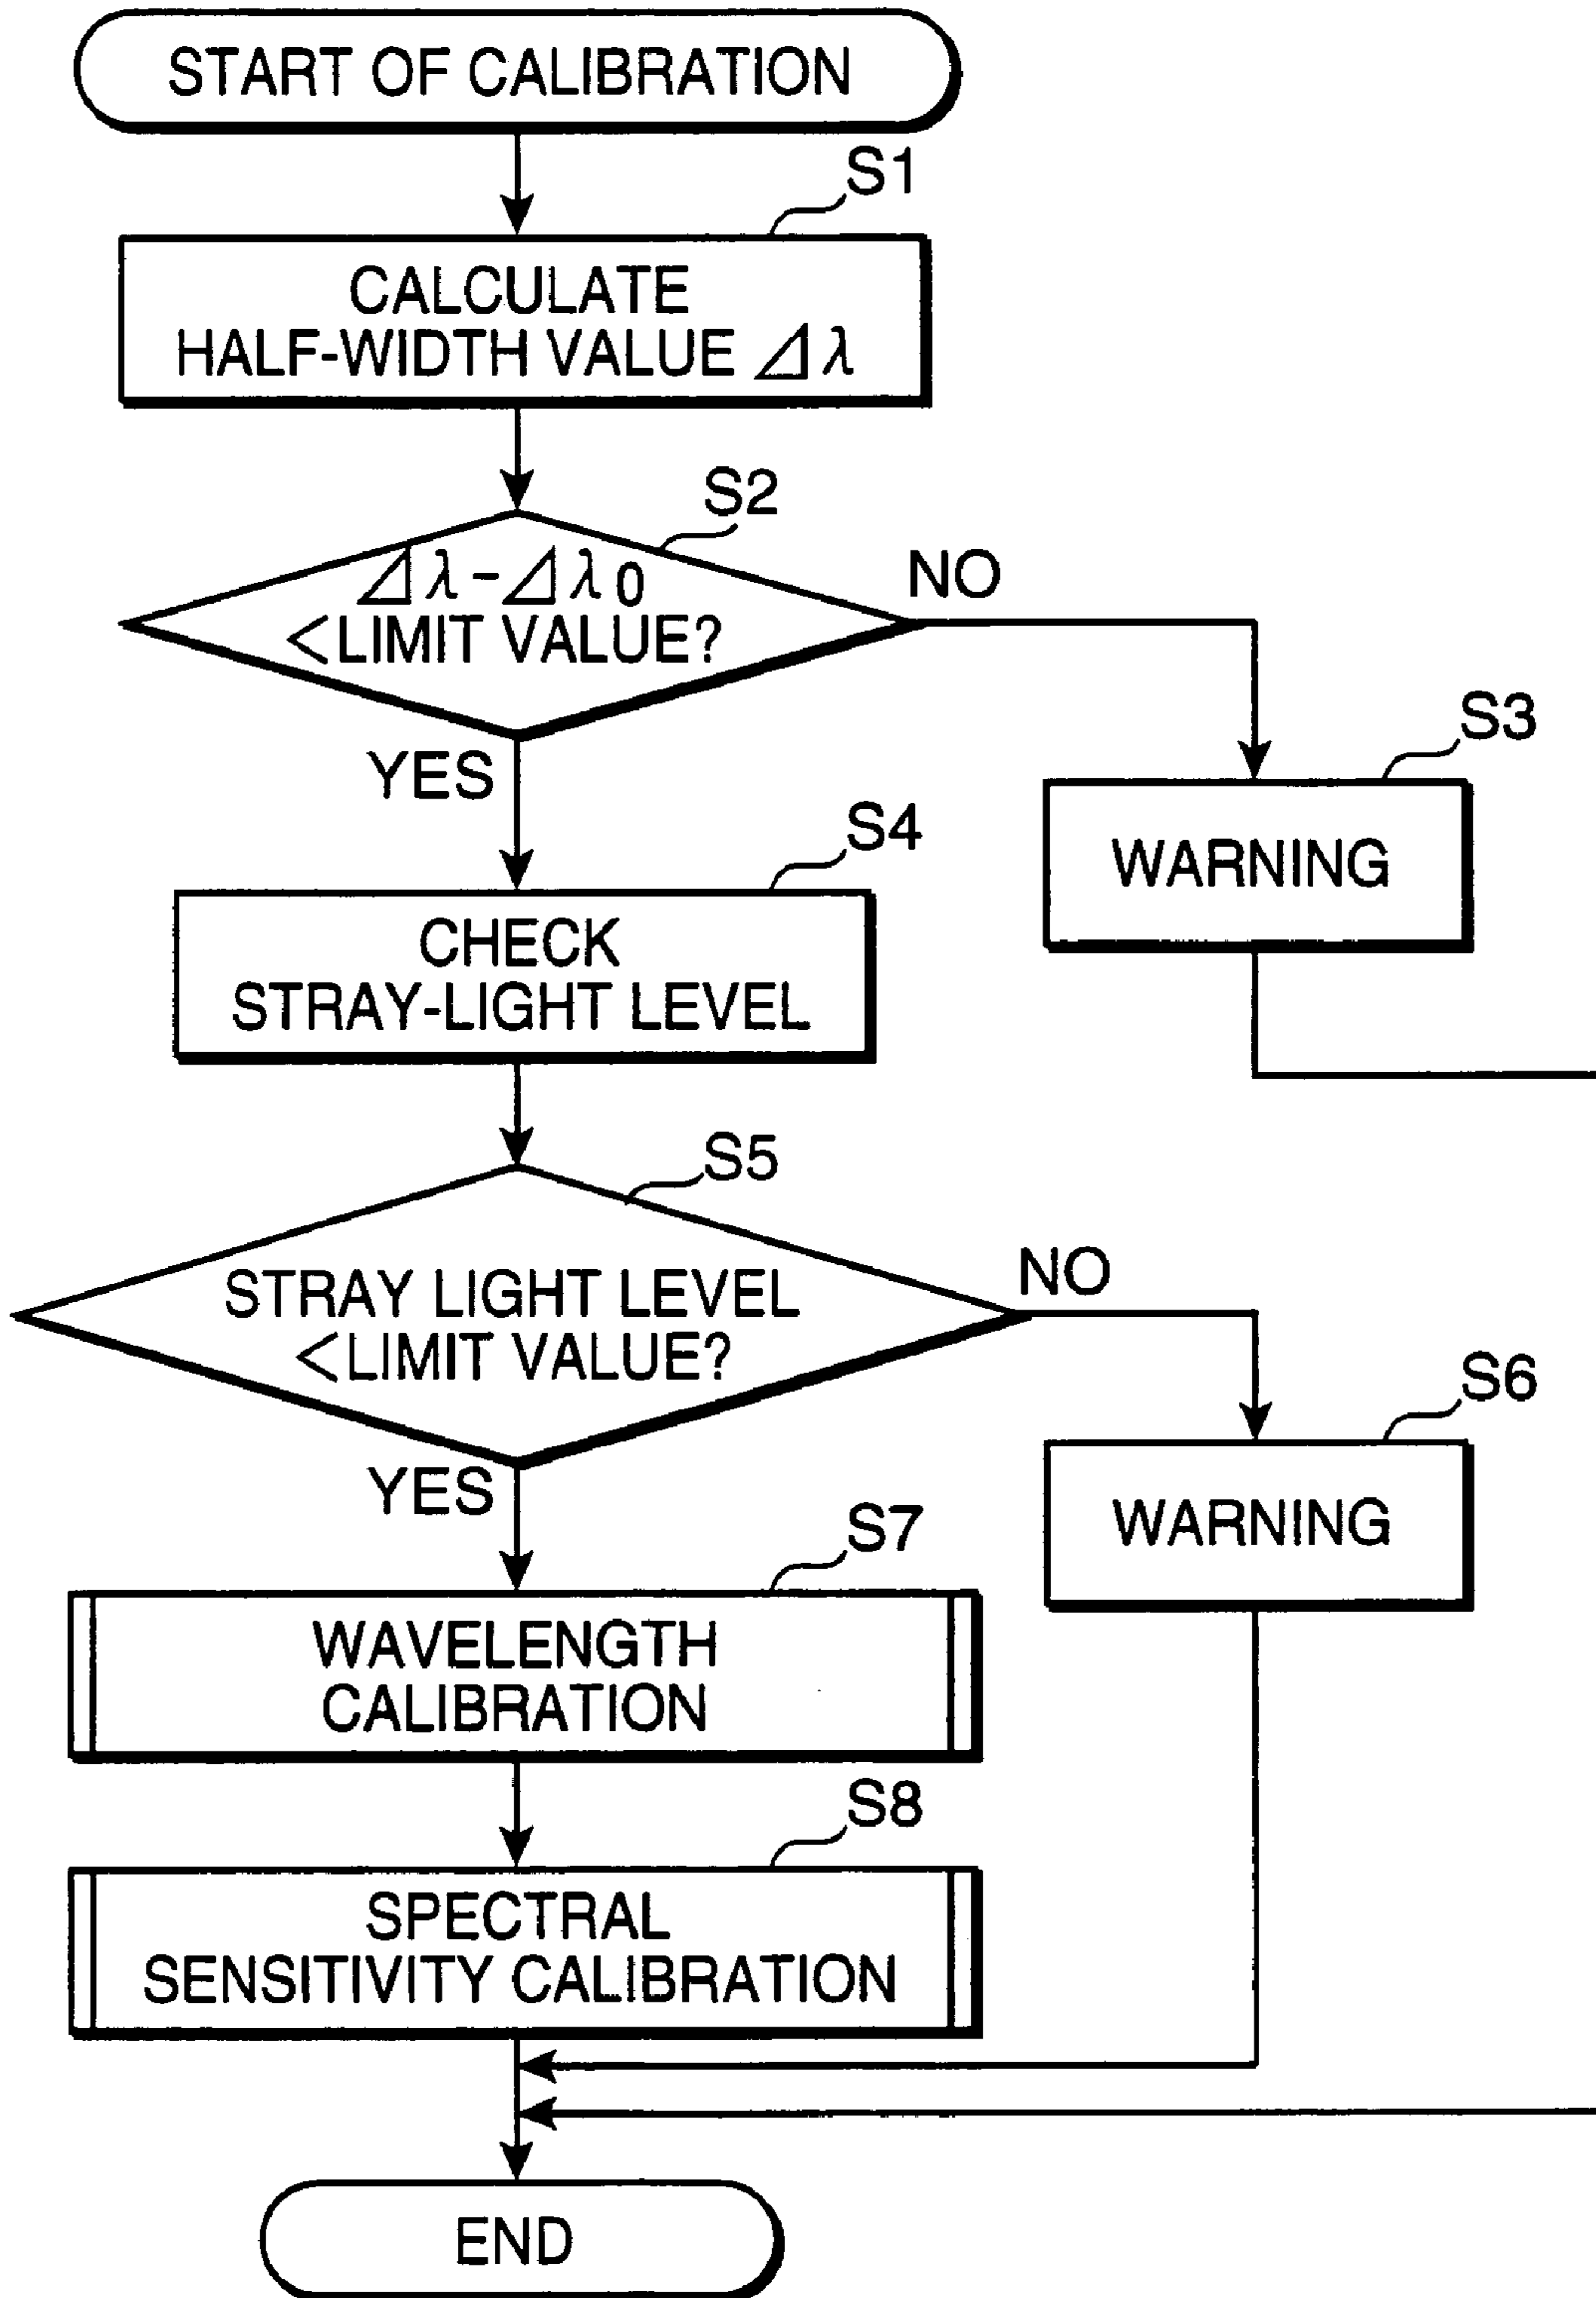 START OF CALIBRATION
S1
CALCULATE
HALF-WIDTH VALUE Δλ
S2
Δλ-Δλ0
<LIMIT VALUE?
NO
YES
S3
WARNING
S4
CHECK
STRAY-LIGHT LEVEL
S5
STRAY LIGHT LEVEL
<LIMIT VALUE?
NO
YES
S6
WARNING
S7
WAVELENGTH
CALIBRATION
S8
SPECTRAL
SENSITIVITY CALIBRATION
END